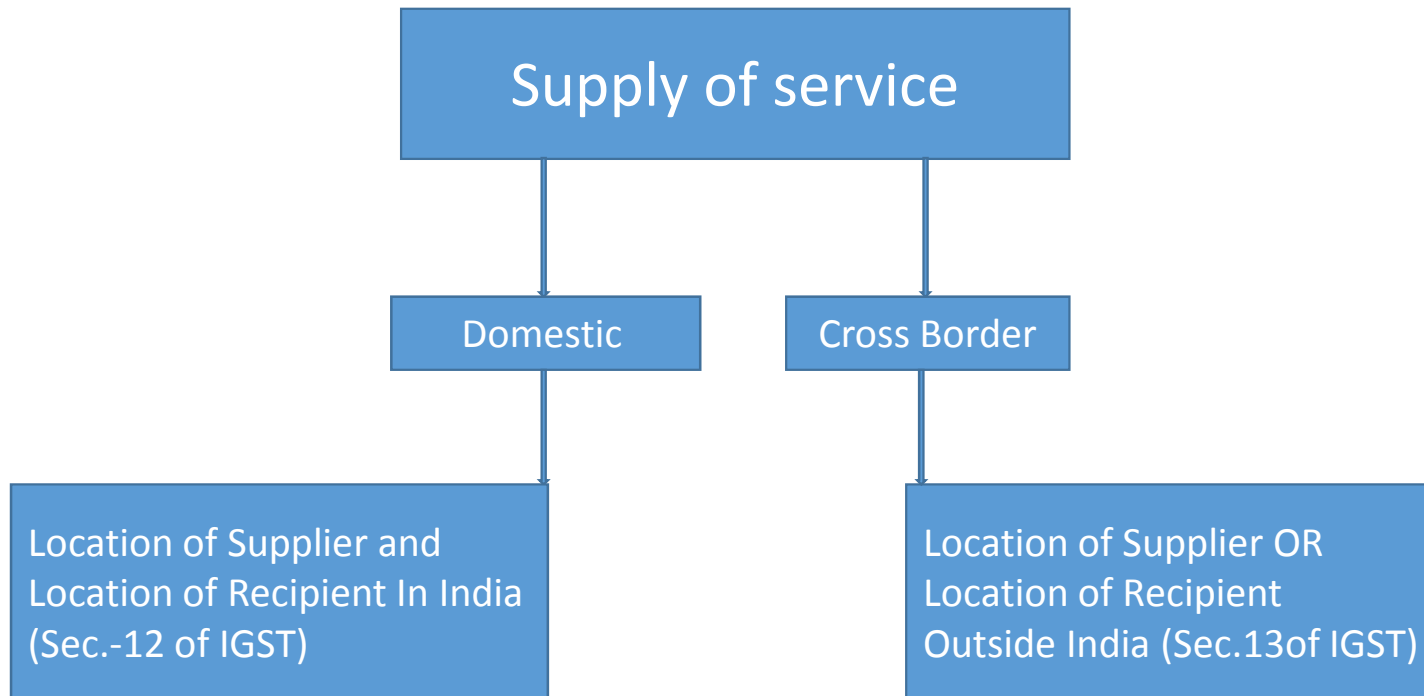 Supply of service
Domestic
Cross Border
Location of Supplier and
Location of Recipient In India
(Sec.-12 of IGST)
Location of Supplier OR
Location of Recipient
Outside India (Sec.13of IGST)